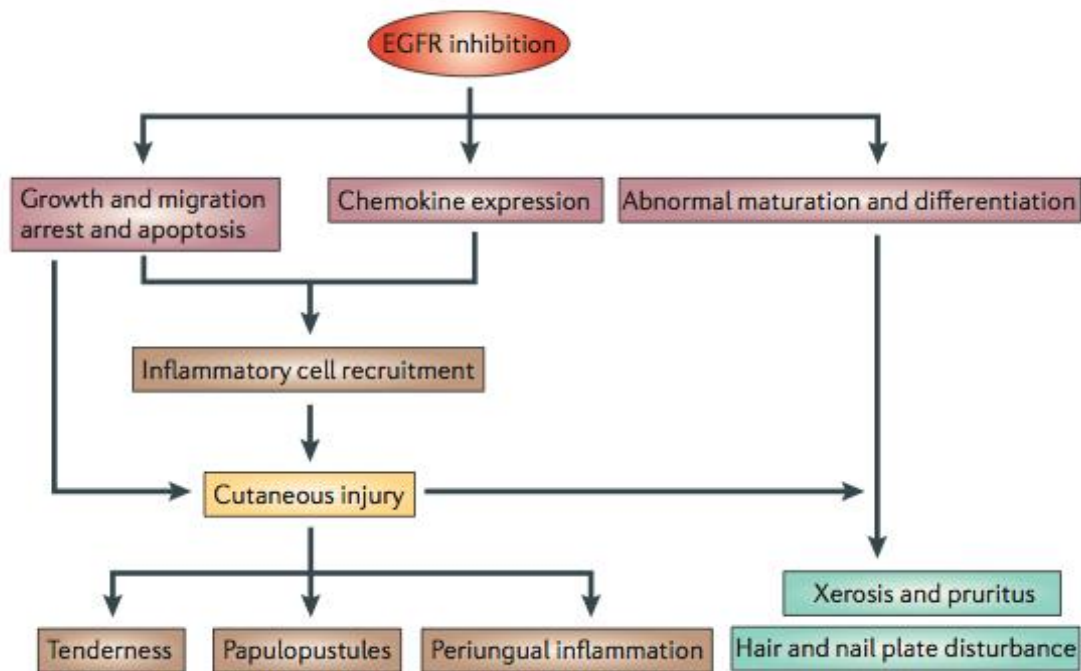 EGFR inhibition
Growth and migration
arrest and apoptosis
Chemokine expression
Abnormal maturation and differentiation
Inflammatory cell recruitment
Cutaneous injury
Xerosis and pruritus
Tenderness
Papulopustules
Periungual inflammation
Hair and nail plate disturbance